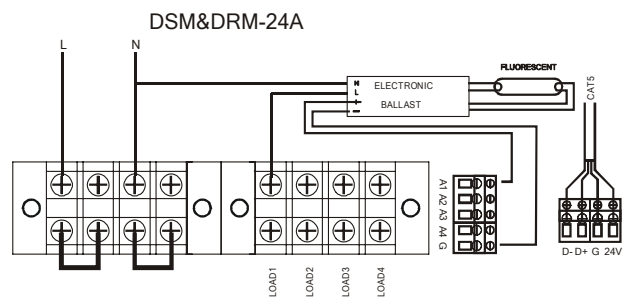 DSM&DRM-24A
L
N
FLUORESCENT
N
L
+
−
ELECTRONIC
BALLAST
CAT5
A1
A2
A3
A4
G
D- D+ G 24V
LOAD1
LOAD2
LOAD3
LOAD4